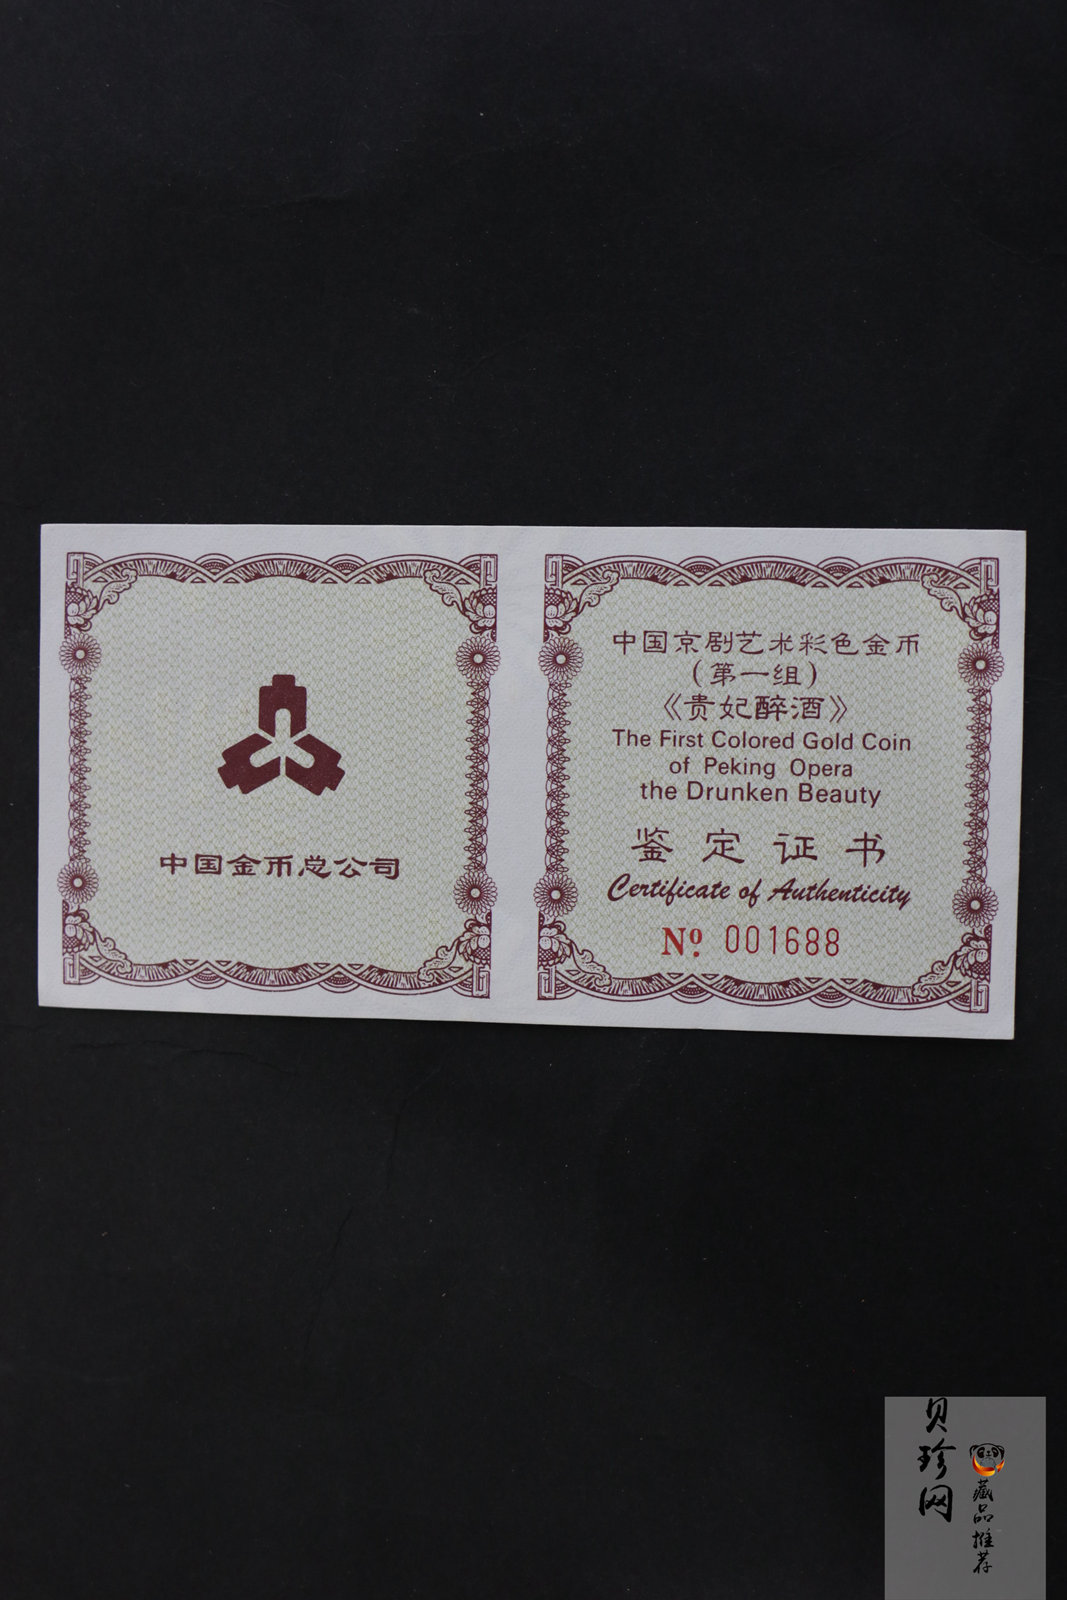 中国金币总公司
中国京剧艺术彩色金币
(第一组)
《贵妃醉酒》
The First Colored Gold Coin
of Peking Opera
the Drunken Beauty
鉴定证书
Certificate of Authenticity
Nº 001688
贝珍网
藏品推荐